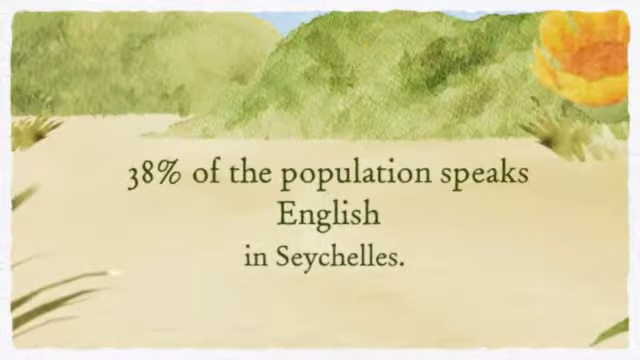 38% of the population speaks
English
in Seychelles.